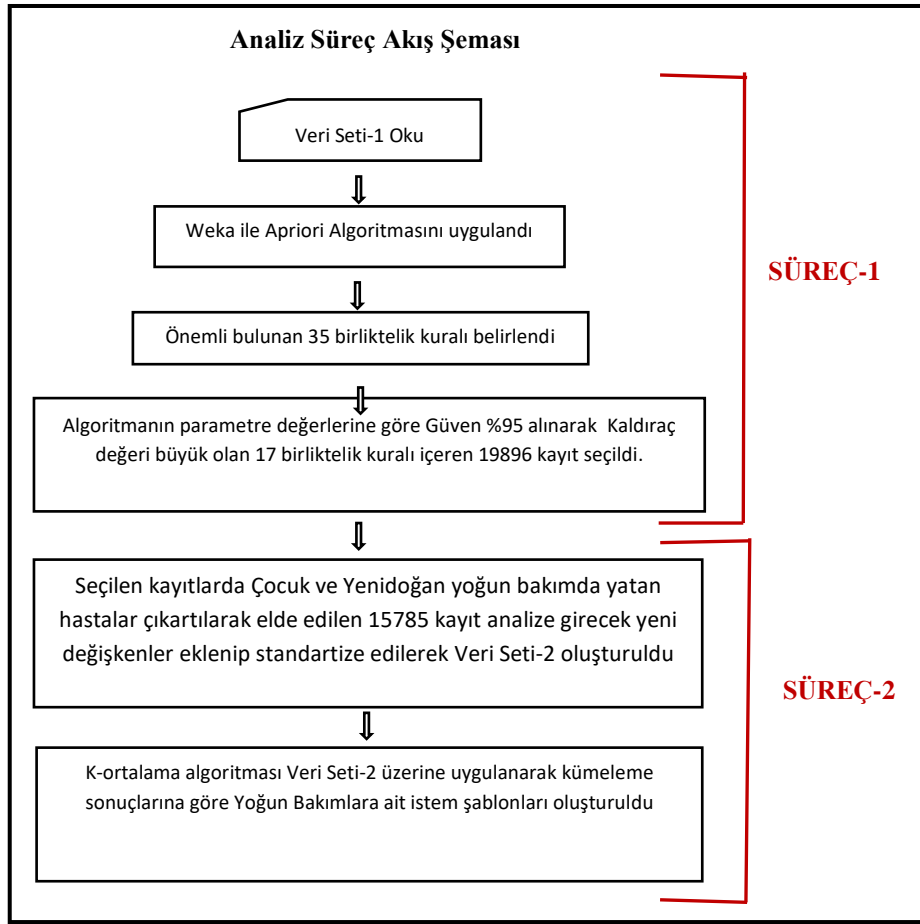 Analiz Süreç Akış Şeması
Veri Seti-1 Oku
Weka ile Apriori Algoritmasını uygulandı
SÜREÇ-1
Önemli bulunan 35 birliktelik kuralı belirlendi
Algoritmanın parametre değerlerine göre Güven %95 alınarak Kaldıraç
değeri büyük olan 17 birliktelik kuralı içeren 19896 kayıt seçildi.
Seçilen kayıtlarda Çocuk ve Yenidoğan yoğun bakımda yatan
hastalar çıkartılarak elde edilen 15785 kayıt analize girecek yeni
değişkenler eklenip standartize edilerek Veri Seti-2 oluşturuldu
SÜREÇ-2
K-ortalama algoritması Veri Seti-2 üzerine uygulanarak kümeleme
sonuçlarına göre Yoğun Bakımlara ait istem şablonları oluşturuldu